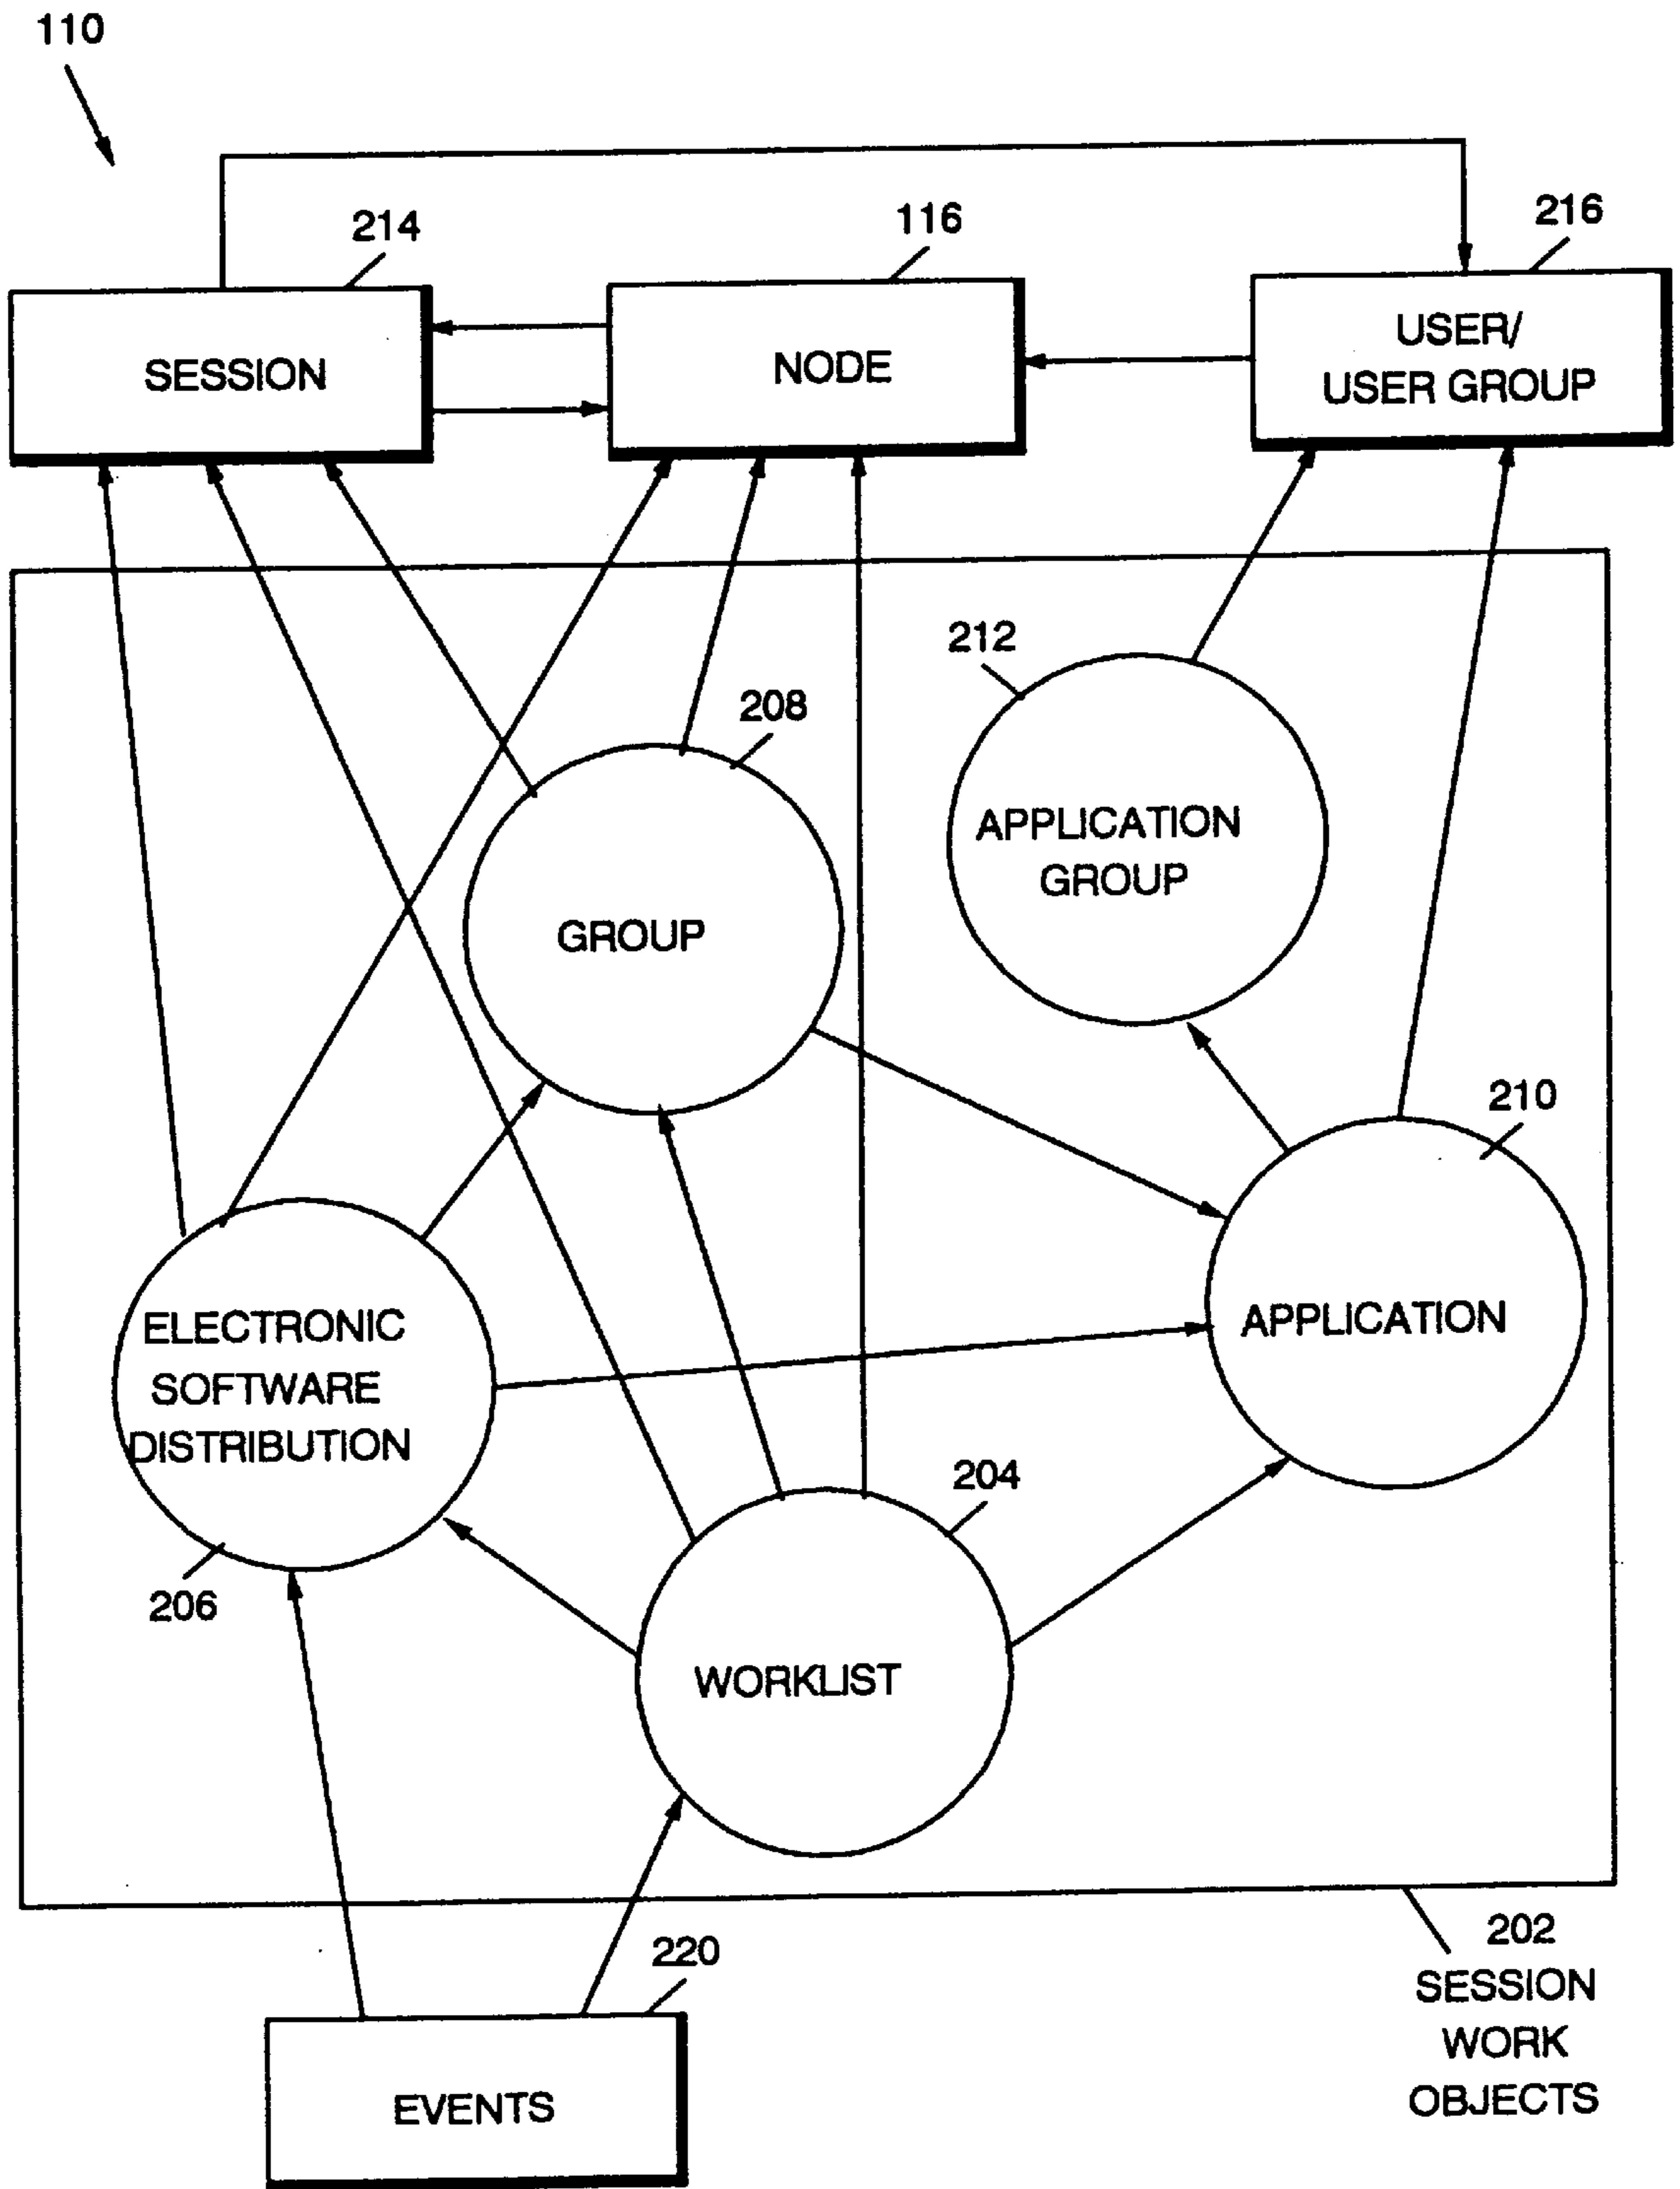 110
214
116
216
SESSION
NODE
USER/
USER GROUP
212
208
APPLICATION
GROUP
GROUP
210
ELECTRONIC
SOFTWARE
DISTRIBUTION
APPLICATION
204
206
WORKLIST
220
202
SESSION
WORK
OBJECTS
EVENTS